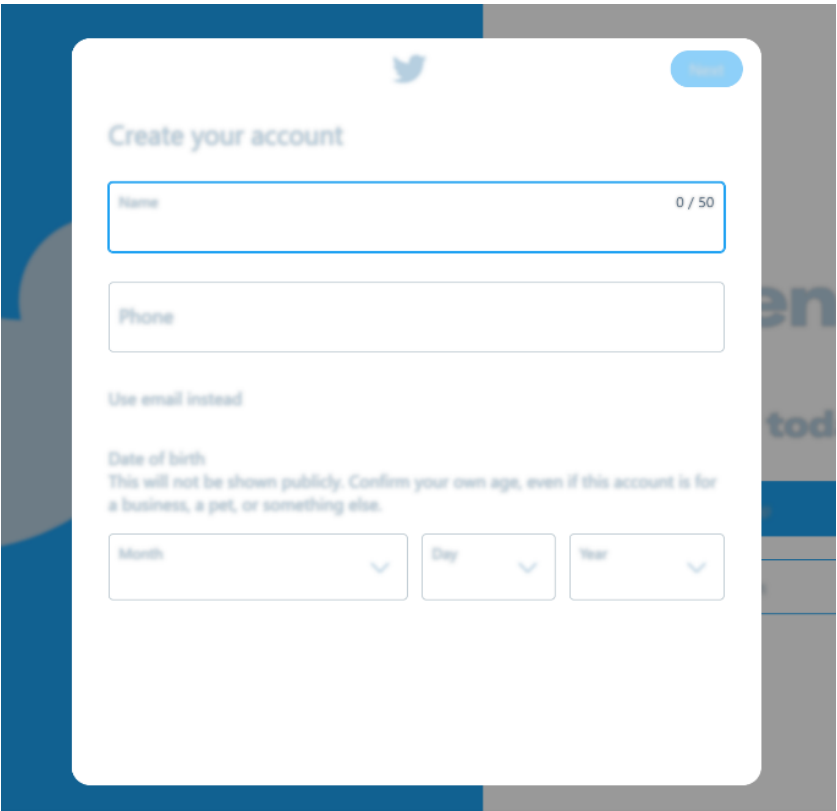 Next
Create your account
Name
0 / 50
Phone
Use email instead
Date of birth
This will not be shown publicly. Confirm your own age, even if this account is for
a business, a pet, or something else.
Month
Day
Year
en
tod